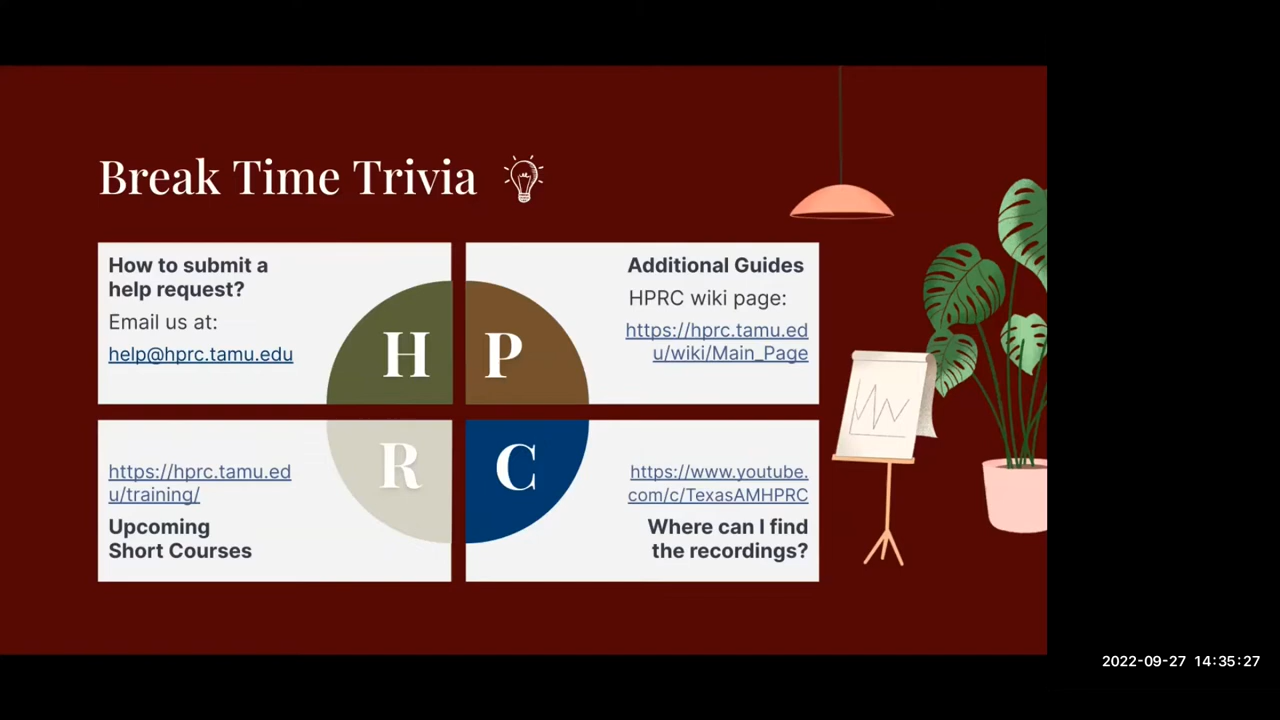 Break Time Trivia
How to submit a
help request?
Email us at:
help@hprc.tamu.edu
H
P
Additional Guides
HPRC wiki page:
https://hprc.tamu.ed
u/wiki/Main_Page
https://hprc.tamu.ed
u/training/
Upcoming
Short Courses
R
C
https://www.youtube.
com/c/TexasAMHPRC
Where can I find
the recordings?
2022-09-27 14:35:27